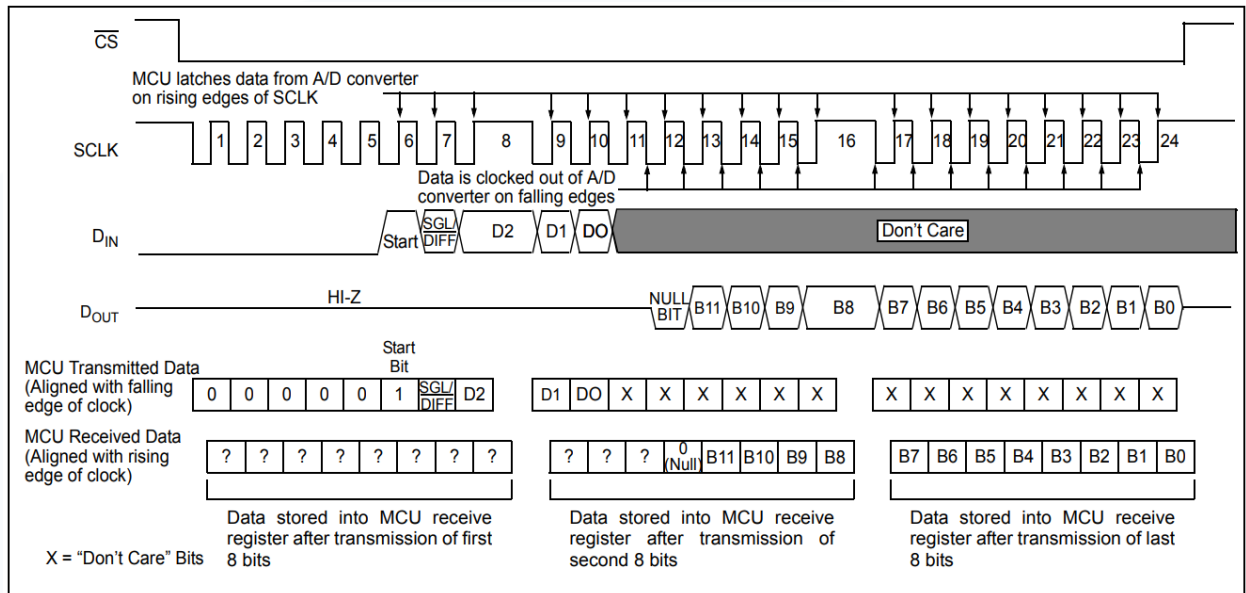 CS
MCU latches data from A/D converter
on rising edges of SCLK
SCLK
1 2 3 4 5 6 7 8 9 10 11 12 13 14 15 16 17 18 19 20 21 22 23 24
Data is clocked out of A/D
converter on falling edges
DIN
Start SGL/DIFF D2 D1 DO Don't Care
HI-Z
DOUT
NULL BIT B11 B10 B9 B8 B7 B6 B5 B4 B3 B2 B1 B0
Start
Bit
MCU Transmitted Data
(Aligned with falling
edge of clock)
0 0 0 0 0 1 SGL/DIFF D2 D1 DO X X X X X X X X X X X X X X
MCU Received Data
(Aligned with rising
edge of clock)
? ? ? ? ? ? ? ? ? ? ? 0 (Null) B11 B10 B9 B8 B7 B6 B5 B4 B3 B2 B1 B0
Data stored into MCU receive
register after transmission of first
8 bits
Data stored into MCU receive
register after transmission of
second 8 bits
Data stored into MCU receive
register after transmission of last
8 bits
X = “Don't Care” Bits